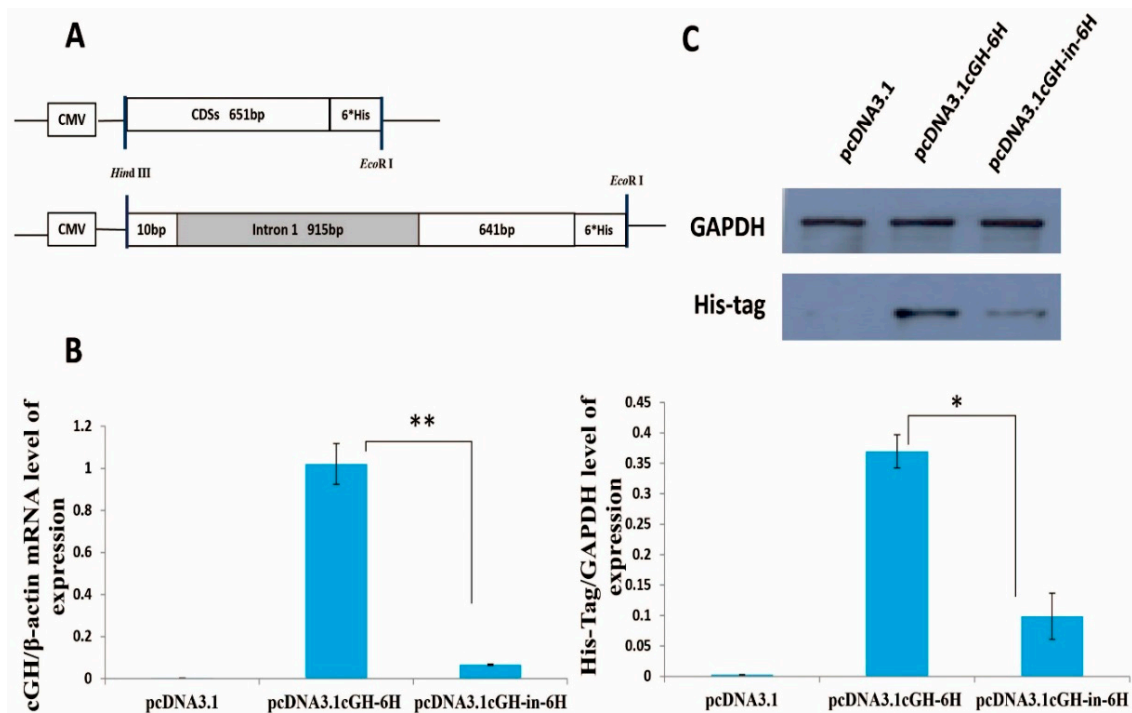 A
CMV
CDSs 651bp
6*His
Hind III
EcoR I
EcoR I
CMV
10bp
Intron 1 915bp
641bp
6*His
C
pcDNA3.1
pcDNA3.1cGH-6H
pcDNA3.1cGH-in-6H
GAPDH
His-tag
B
cGH/β-actin mRNA level of
expression
1.2
1
0.8
0.6
0.4
0.2
0
**
pcDNA3.1
pcDNA3.1cGH-6H
pcDNA3.1cGH-in-6H
His-Tag/GAPDH level of
expression
0.45
0.4
0.35
0.3
0.25
0.2
0.15
0.1
0.05
0
*
pcDNA3.1
pcDNA3.1cGH-6H
pcDNA3.1cGH-in-6H